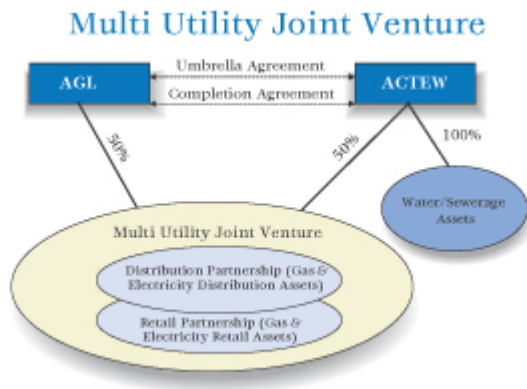 Multi Utility Joint Venture
Umbrella Agreement
AGL
ACTEW
Completion Agreement
50%
50%
100%
Water/Sewerage
Assets
Multi Utility Joint Venture
Distribution Partnership (Gas &
Electricity Distribution Assets)
Retail Partnership (Gas &
Electricity Retail Assets)